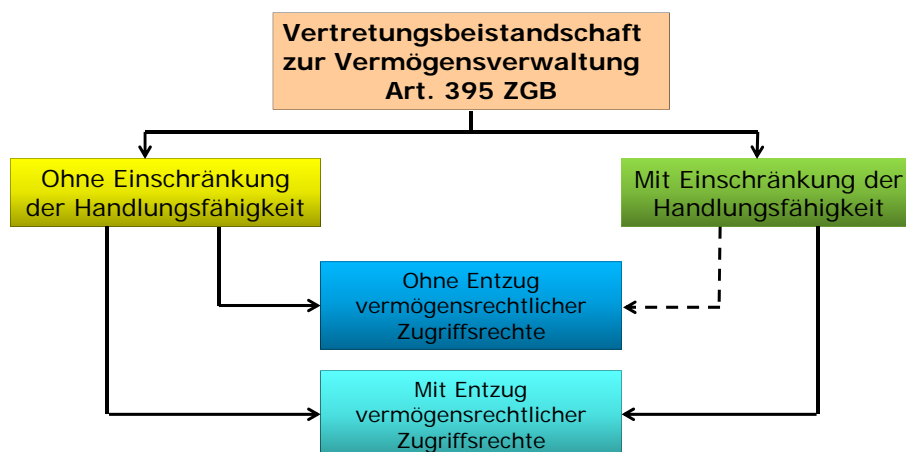 Vertretungsbeistandschaft
zur Vermögensverwaltung
Art. 395 ZGB
Ohne Einschränkung
der Handlungsfähigkeit
Mit Einschränkung der
Handlungsfähigkeit
Ohne Entzug
vermögensrechtlicher
Zugriffsrechte
Mit Entzug
vermögensrechtlicher
Zugriffsrechte